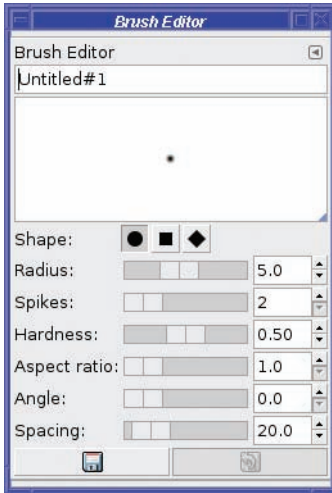 Brush Editor
Brush Editor
Untitled#1
Shape:
Radius: 5.0
Spikes: 2
Hardness: 0.50
Aspect ratio: 1.0
Angle: 0.0
Spacing: 20.0